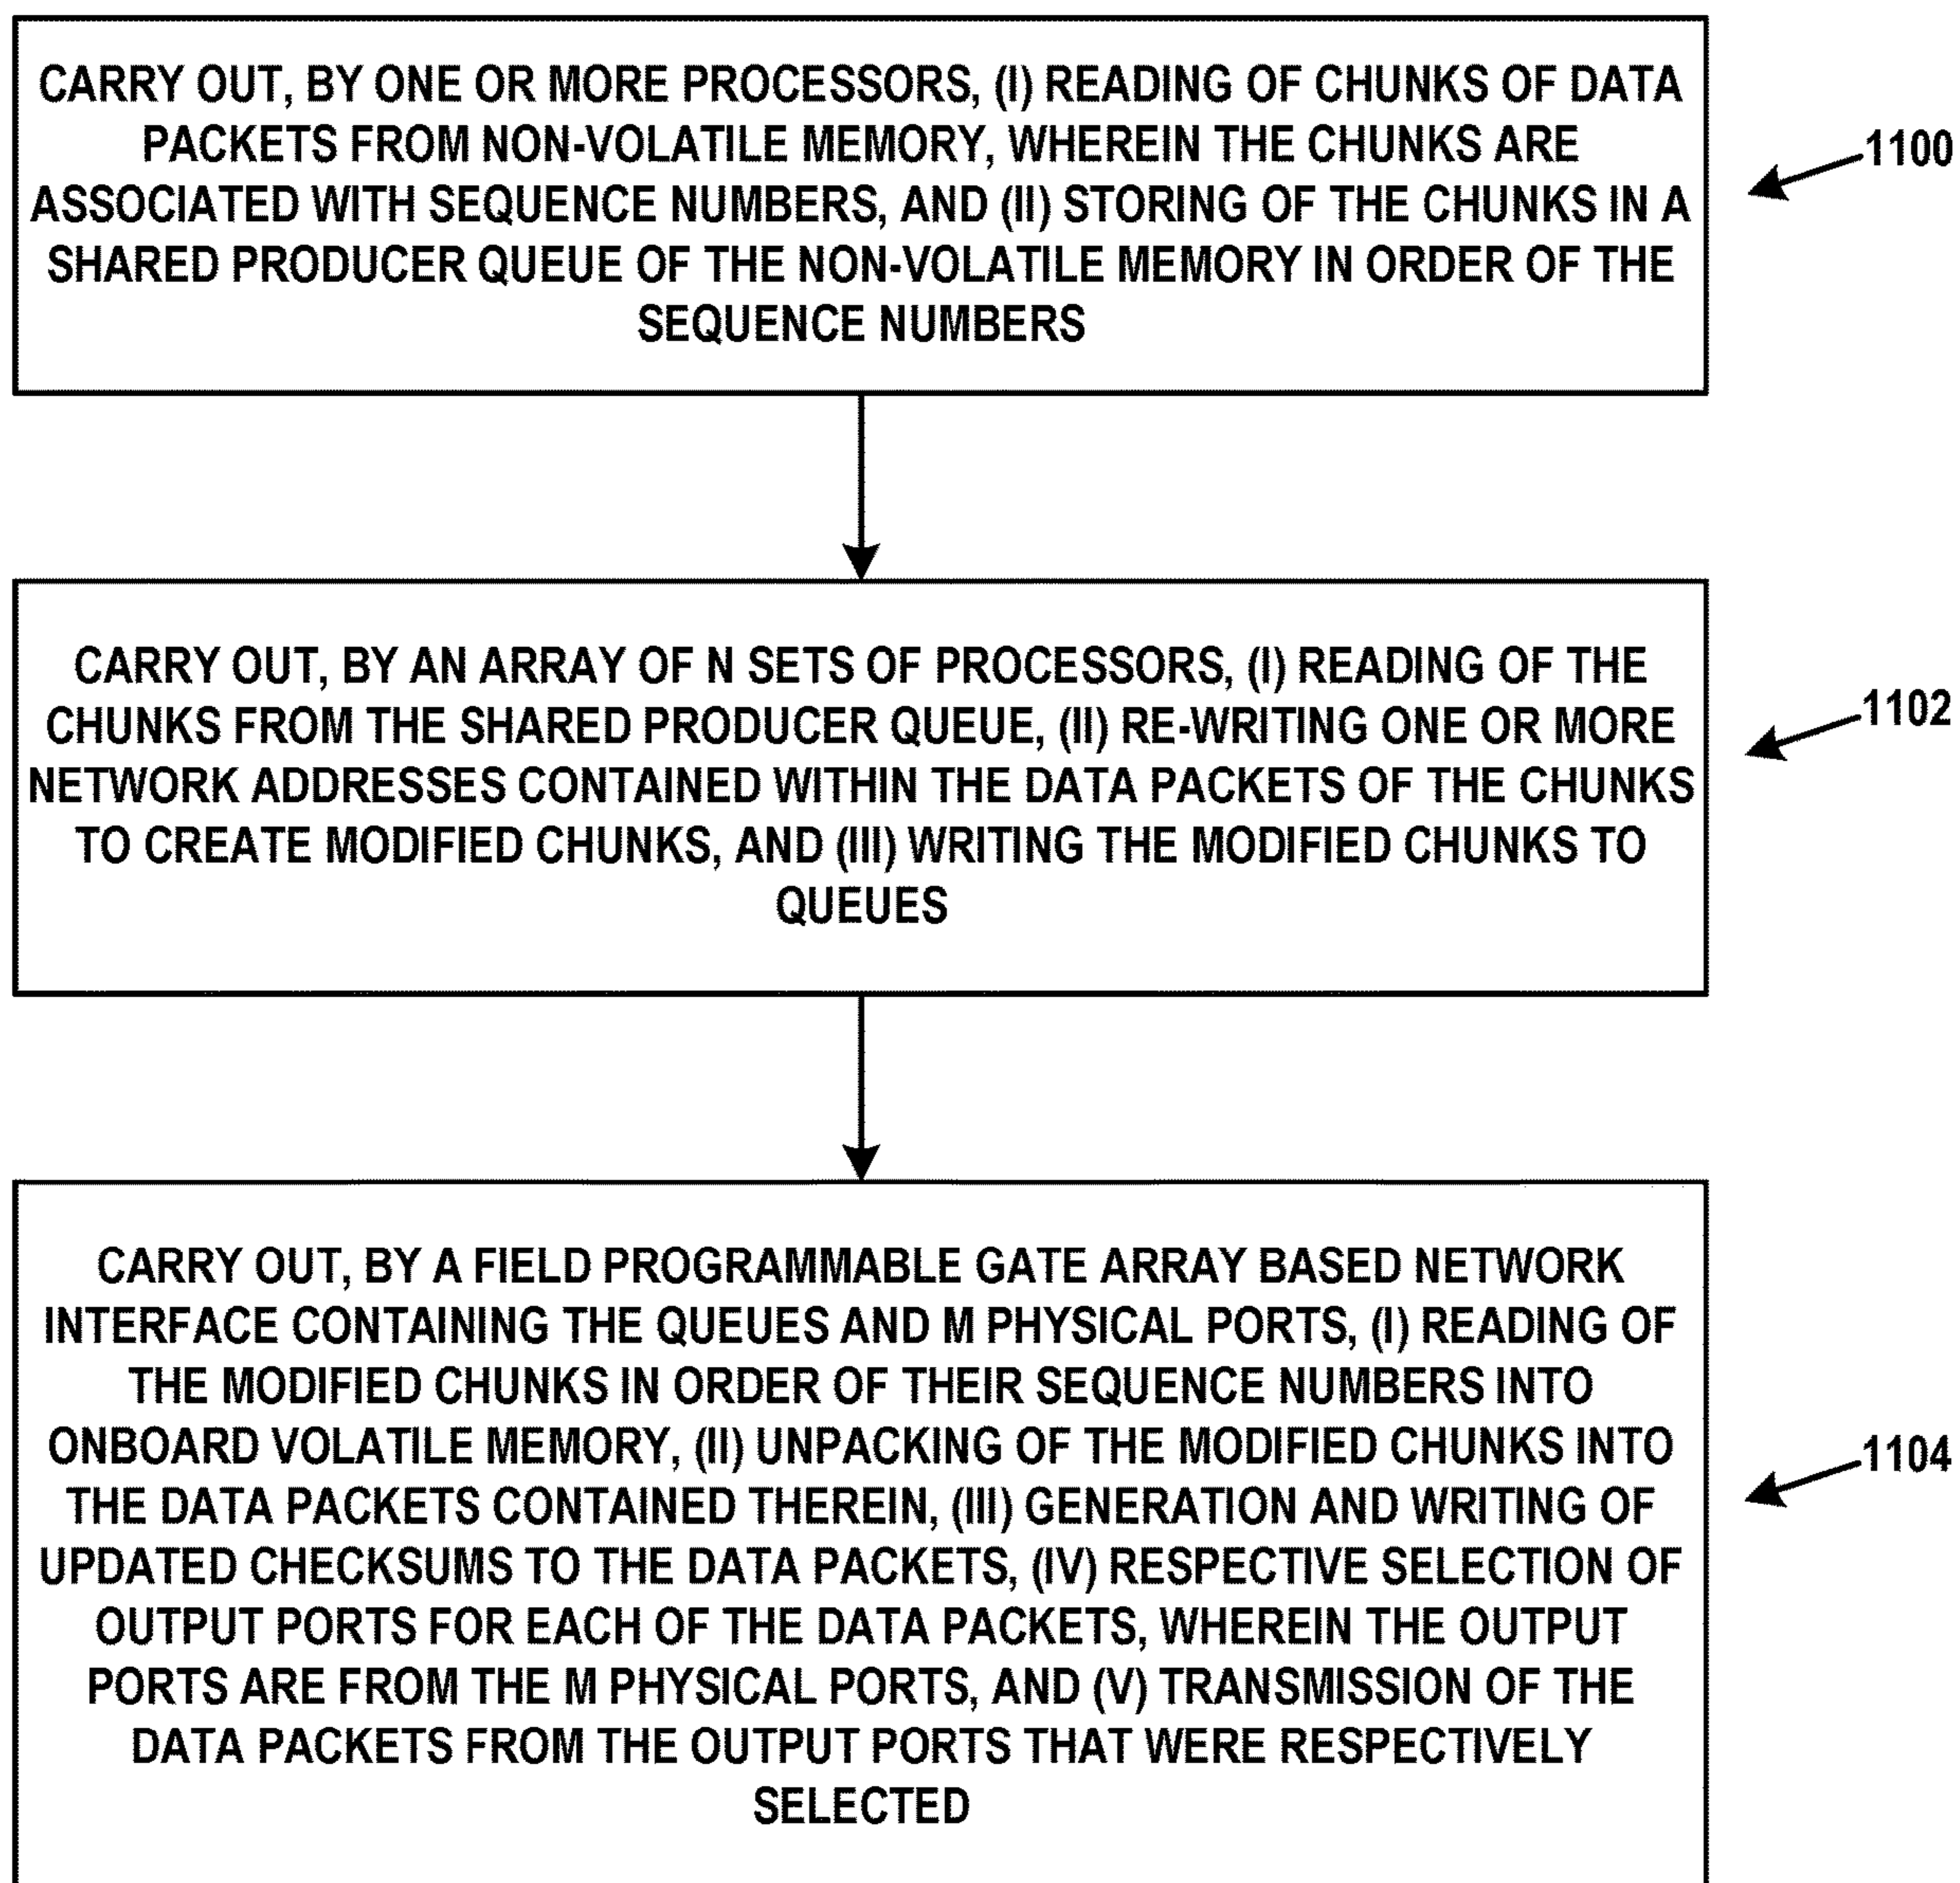 CARRY OUT, BY ONE OR MORE PROCESSORS, (I) READING OF CHUNKS OF DATA
PACKETS FROM NON-VOLATILE MEMORY, WHEREIN THE CHUNKS ARE
ASSOCIATED WITH SEQUENCE NUMBERS, AND (II) STORING OF THE CHUNKS IN A
SHARED PRODUCER QUEUE OF THE NON-VOLATILE MEMORY IN ORDER OF THE
SEQUENCE NUMBERS
1100
CARRY OUT, BY AN ARRAY OF N SETS OF PROCESSORS, (I) READING OF THE
CHUNKS FROM THE SHARED PRODUCER QUEUE, (II) RE-WRITING ONE OR MORE
NETWORK ADDRESSES CONTAINED WITHIN THE DATA PACKETS OF THE CHUNKS
TO CREATE MODIFIED CHUNKS, AND (III) WRITING THE MODIFIED CHUNKS TO
QUEUES
1102
CARRY OUT, BY A FIELD PROGRAMMABLE GATE ARRAY BASED NETWORK
INTERFACE CONTAINING THE QUEUES AND M PHYSICAL PORTS, (I) READING OF
THE MODIFIED CHUNKS IN ORDER OF THEIR SEQUENCE NUMBERS INTO
ONBOARD VOLATILE MEMORY, (II) UNPACKING OF THE MODIFIED CHUNKS INTO
THE DATA PACKETS CONTAINED THEREIN, (III) GENERATION AND WRITING OF
UPDATED CHECKSUMS TO THE DATA PACKETS, (IV) RESPECTIVE SELECTION OF
OUTPUT PORTS FOR EACH OF THE DATA PACKETS, WHEREIN THE OUTPUT
PORTS ARE FROM THE M PHYSICAL PORTS, AND (V) TRANSMISSION OF THE
DATA PACKETS FROM THE OUTPUT PORTS THAT WERE RESPECTIVELY
SELECTED
1104